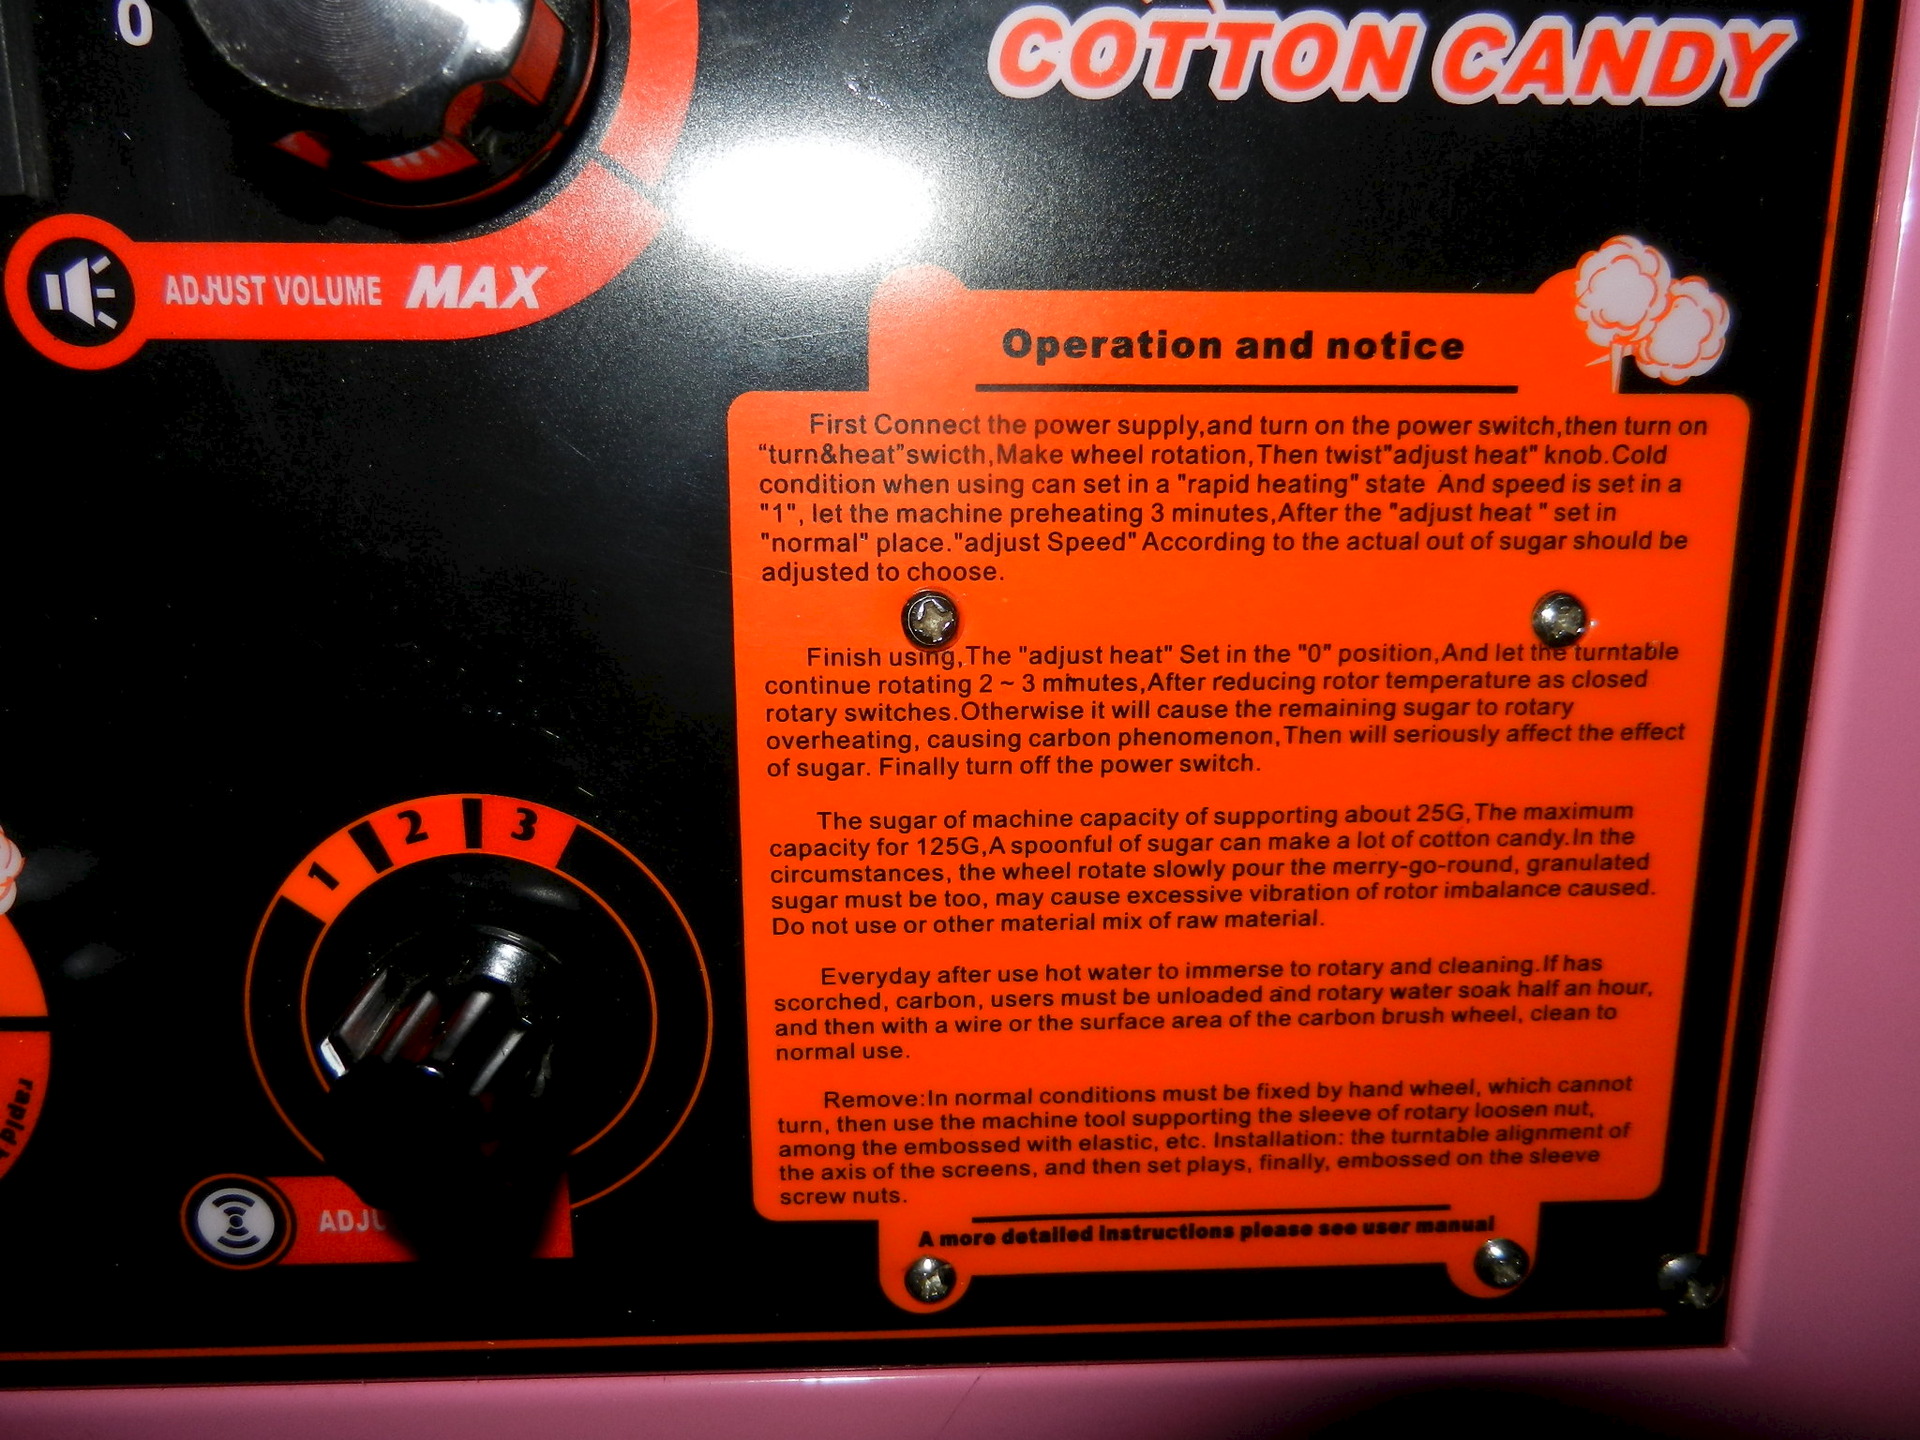 0
COTTON CANDY
ADJUST VOLUME MAX
Operation and notice
First Connect the power supply,and turn on the power switch,then turn on
“turn&heat”swicth,Make wheel rotation,Then twist"adjust heat" knob.Cold
condition when using can set in a "rapid heating" state And speed is set in a
"1", let the machine preheating 3 minutes,After the "adjust heat " set in
"normal" place."adjust Speed" According to the actual out of sugar should be
adjusted to choose.
Finish using,The "adjust heat" Set in the "0" position,And let the turntable
continue rotating 2 ~ 3 minutes,After reducing rotor temperature as closed
rotary switches.Otherwise it will cause the remaining sugar to rotary
overheating, causing carbon phenomenon,Then will seriously affect the effect
of sugar. Finally turn off the power switch.
The sugar of machine capacity of supporting about 25G,The maximum
capacity for 125G,A spoonful of sugar can make a lot of cotton candy.In the
circumstances, the wheel rotate slowly pour the merry-go-round, granulated
sugar must be too, may cause excessive vibration of rotor imbalance caused.
Do not use or other material mix of raw material.
Everyday after use hot water to immerse to rotary and cleaning.If has
scorched, carbon, users must be unloaded and rotary water soak half an hour,
and then with a wire or the surface area of the carbon brush wheel, clean to
normal use.
Remove:In normal conditions must be fixed by hand wheel, which cannot
turn, then use the machine tool supporting the sleeve of rotary loosen nut,
among the embossed with elastic, etc. Installation: the turntable alignment of
the axis of the screens, and then set plays, finally, embossed on the sleeve
screw nuts.
A more detailed instructions please see user manual
1 2 3
rapid
ADJU